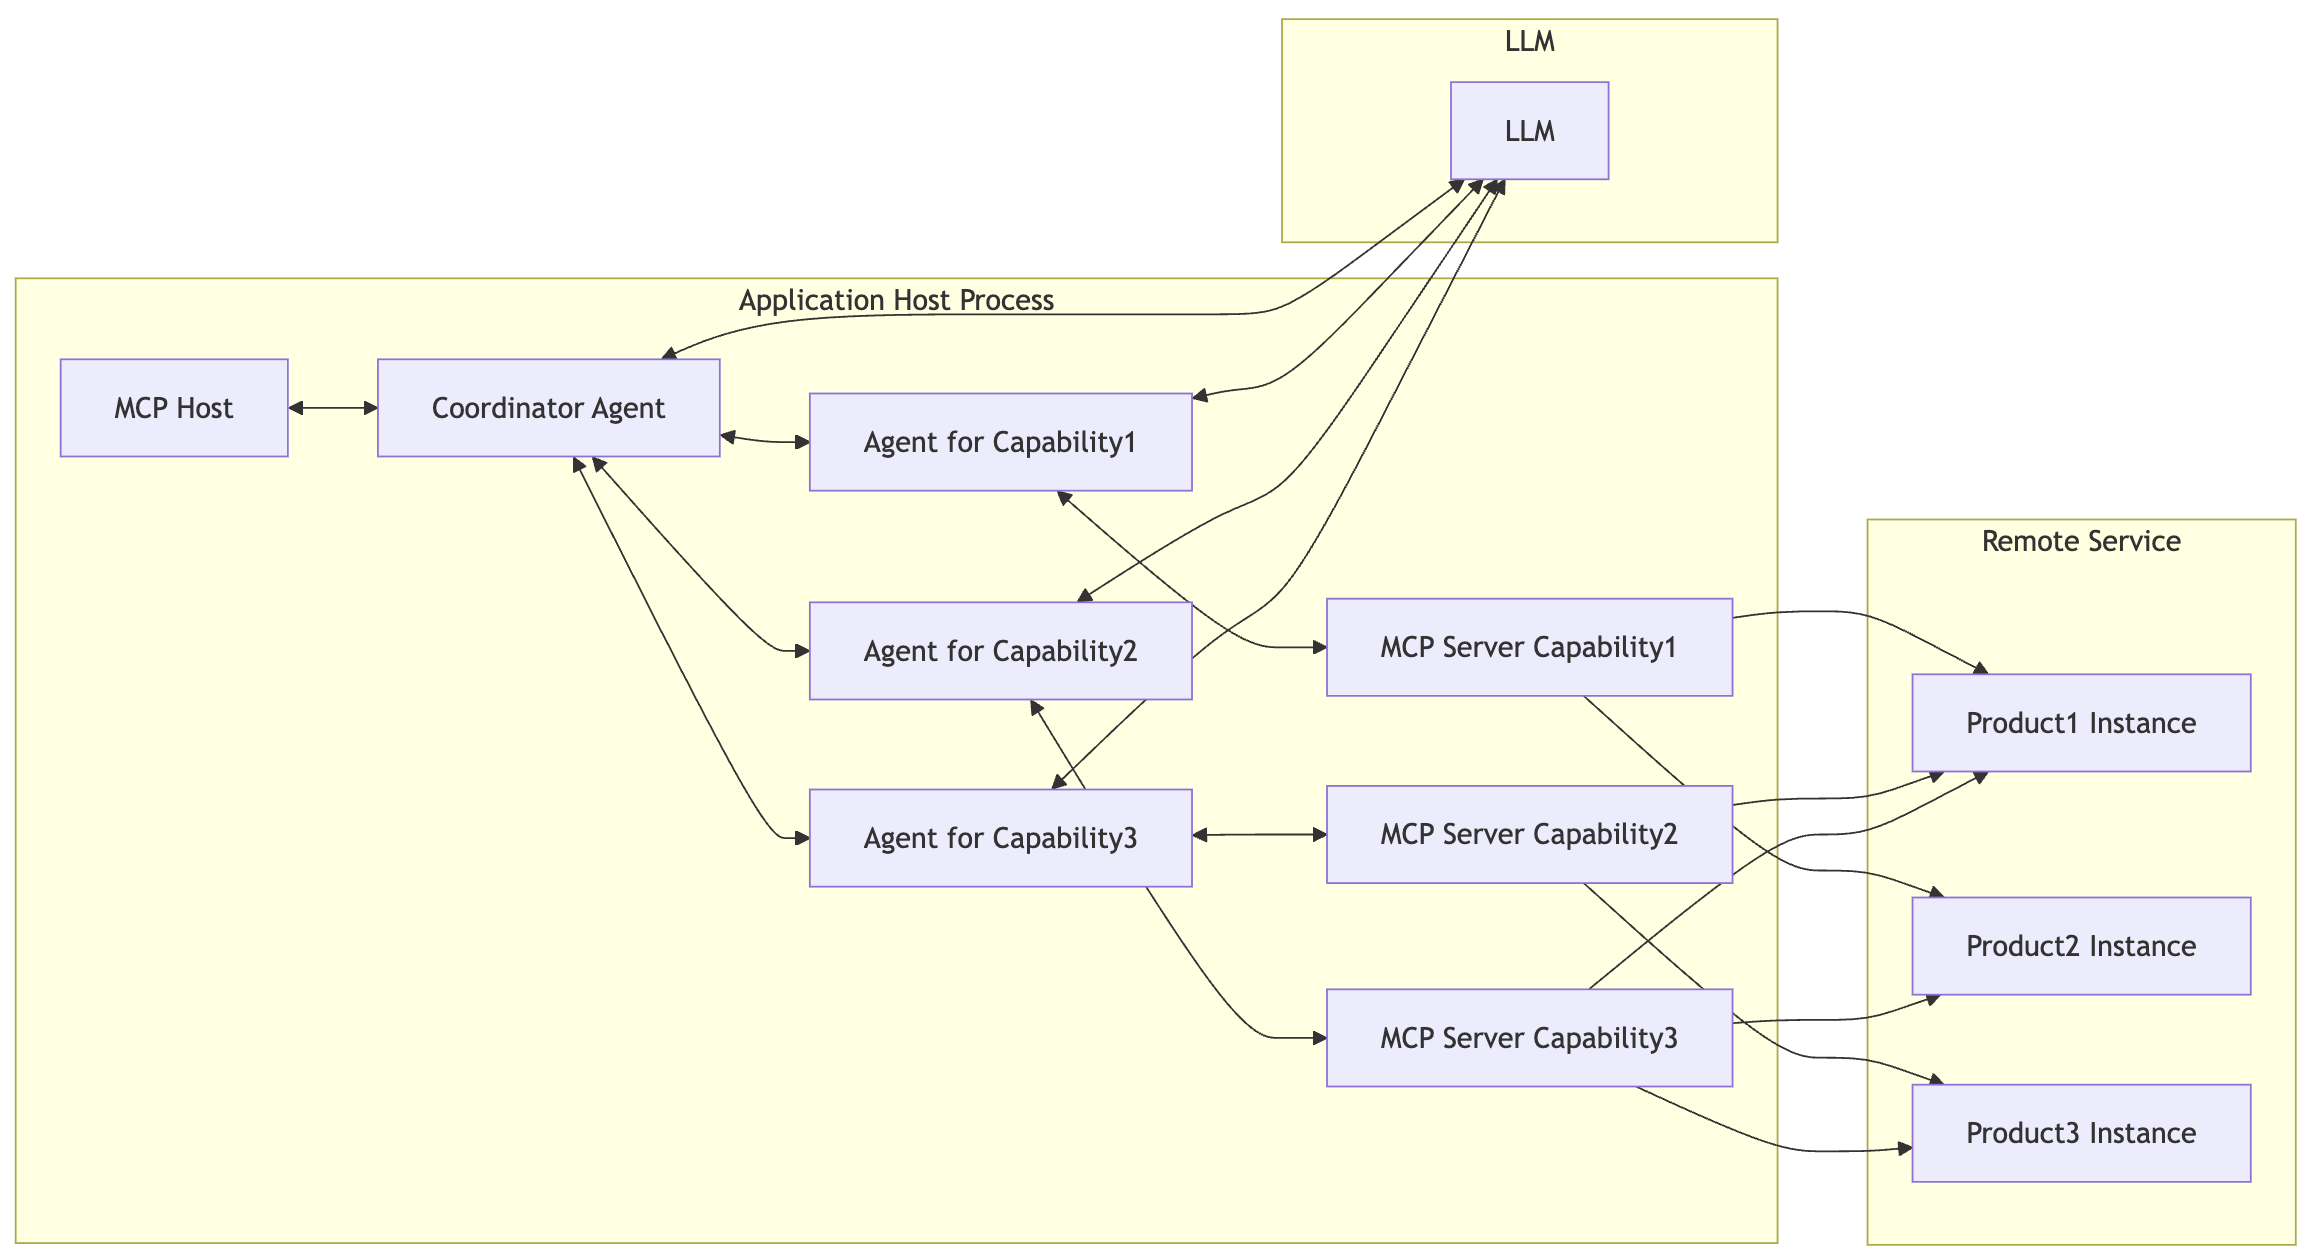 LLM
LLM
Application Host Process
MCP Host
Coordinator Agent
Agent for Capability1
Agent for Capability2
Agent for Capability3
MCP Server Capability1
MCP Server Capability2
MCP Server Capability3
Remote Service
Product1 Instance
Product2 Instance
Product3 Instance